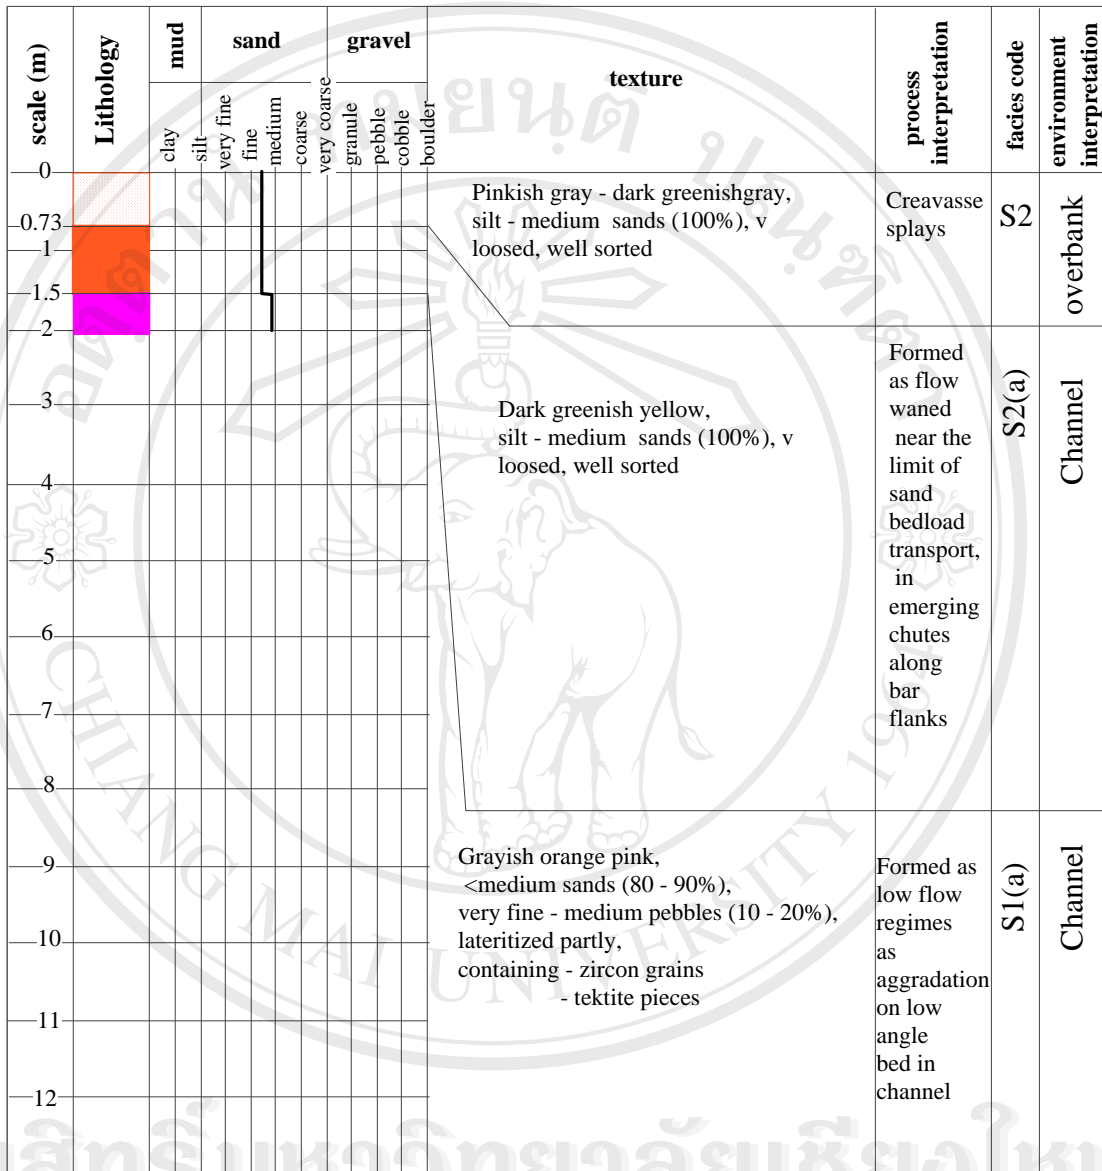 scale (m)
Lithology
mud
sand
gravel
clay
silt
very fine
fine
medium
coarse
very coarse
granule
pebble
cobble
boulder
texture
process
interpretation
facies code
environment
interpretation
0
0.73
1
1.5
2
3
4
5
6
7
8
9
10
11
12
Pinkish gray - dark greenishgray,
silt - medium sands (100%), v
loosed, well sorted
Creavasse
splays
S2
overbank
Dark greenish yellow,
silt - medium sands (100%), v
loosed, well sorted
Formed
as flow
waned
near the
limit of
sand
bedload
transport,
in
emerging
chutes
along
bar
flanks
S2(a)
Channel
Grayish orange pink,
<medium sands (80 - 90%),
very fine - medium pebbles (10 - 20%),
lateritized partly,
containing - zircon grains
- tektite pieces
Formed as
low flow
regimes
as
aggradation
on low
angle
bed in
channel
S1(a)
Channel
CHIANG MAI UNIVERSITY 1964